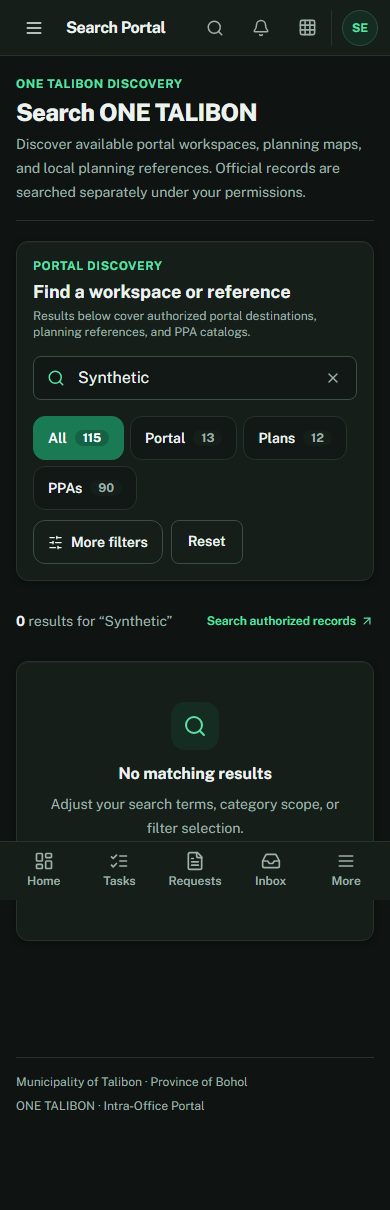 Search Portal
SE
ONE TALIBON DISCOVERY
Search ONE TALIBON
Discover available portal workspaces, planning maps,
and local planning references. Official records are
searched separately under your permissions.
PORTAL DISCOVERY
Find a workspace or reference
Results below cover authorized portal destinations,
planning references, and PPA catalogs.
Synthetic
All 115
Portal 13
Plans 12
PPAs 90
More filters
Reset
0 results for “Synthetic”
Search authorized records
No matching results
Adjust your search terms, category scope, or
filter selection.
Home
Tasks
Requests
Inbox
More
Municipality of Talibon · Province of Bohol
ONE TALIBON · Intra-Office Portal